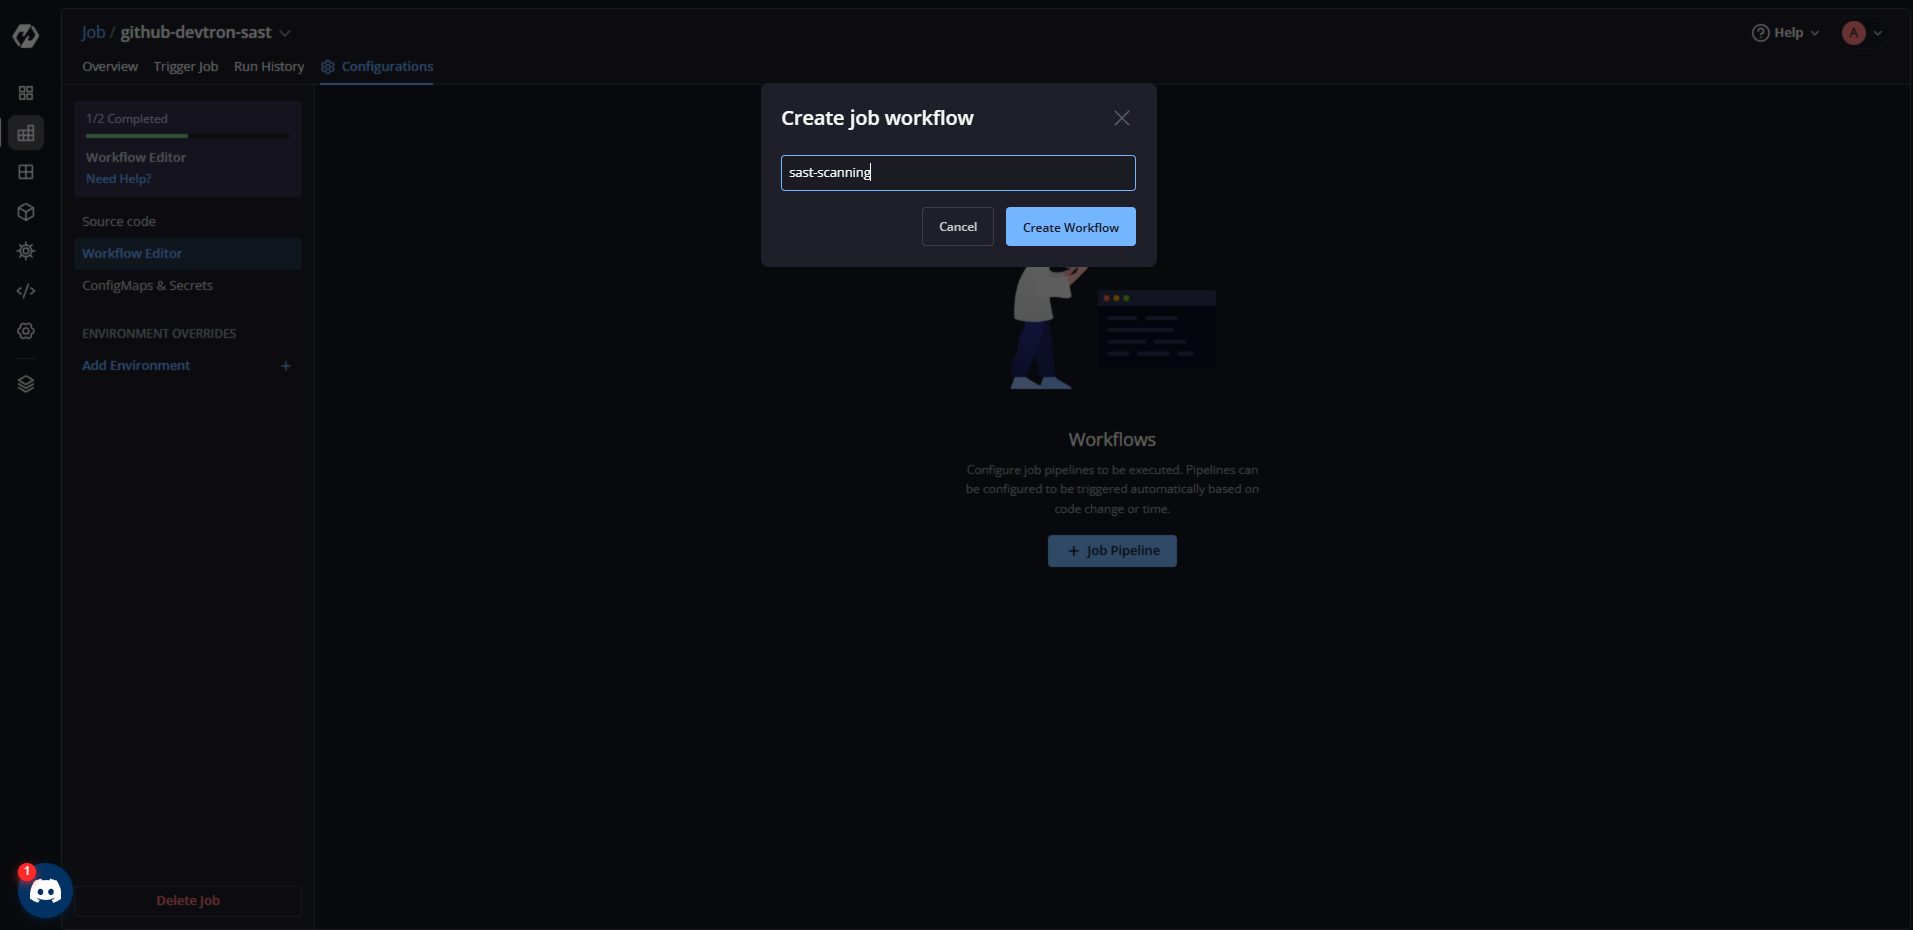 Job / github-devtron-sast
Help
A
Overview
Trigger Job
Run History
Configurations
1/2 Completed
Workflow Editor
Need Help?
Source code
Workflow Editor
ConfigMaps & Secrets
ENVIRONMENT OVERRIDES
Add Environment +
Create job workflow
sast-scanning
Cancel
Create Workflow
Workflows
Configure job pipelines to be executed. Pipelines can
be configured to be triggered automatically based on
code change or time.
+ Job Pipeline
1
Delete Job